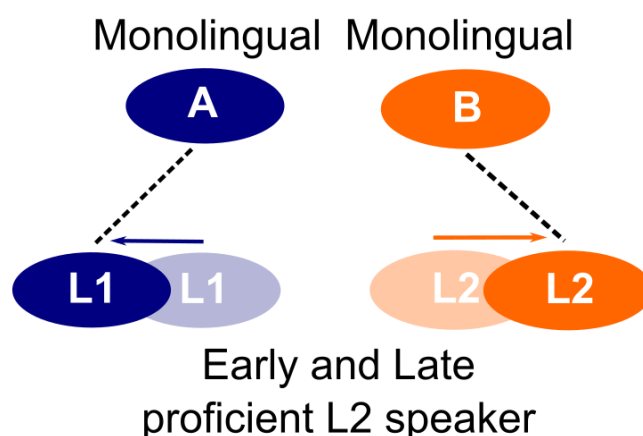 Monolingual Monolingual
A B
L1 L1 L2 L2
Early and Late
proficient L2 speaker